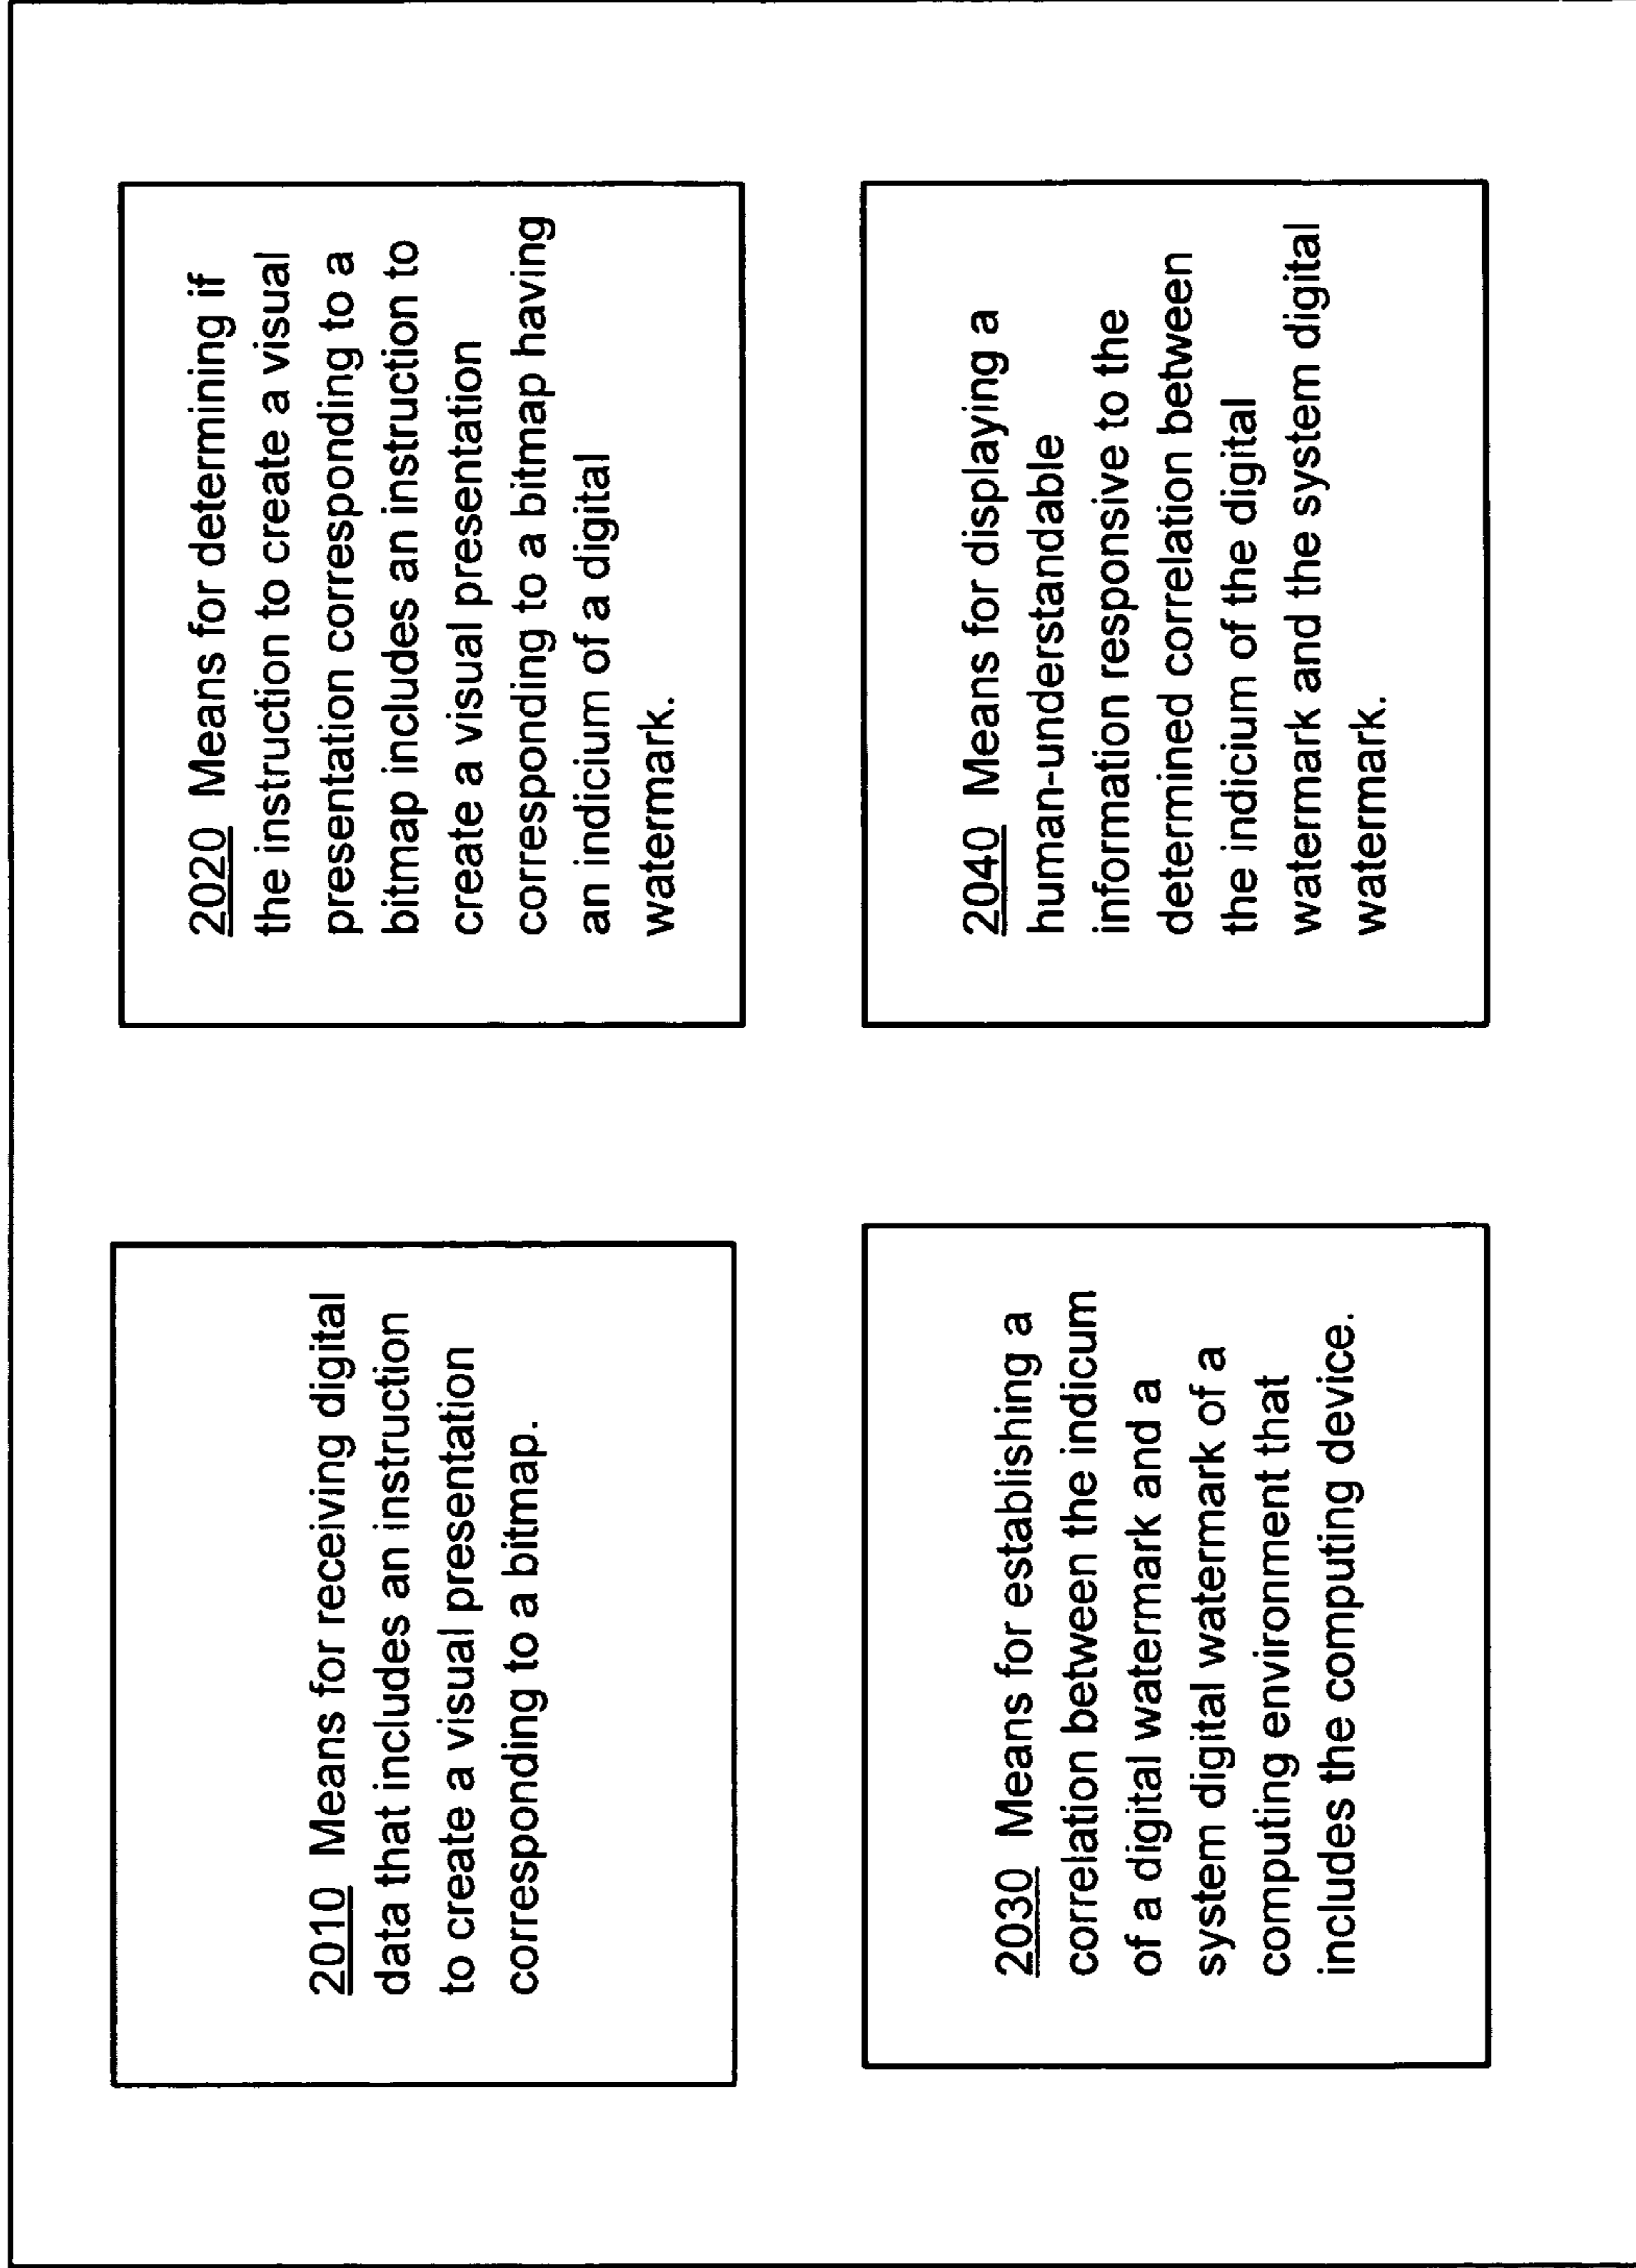 2010 Means for receiving digital
data that includes an instruction
to create a visual presentation
corresponding to a bitmap.
2020 Means for determining if
the instruction to create a visual
presentation corresponding to a
bitmap includes an instruction to
create a visual presentation
corresponding to a bitmap having
an indicium of a digital
watermark.
2030 Means for establishing a
correlation between the indicum
of a digital watermark and a
system digital watermark of a
computing environment that
includes the computing device.
2040 Means for displaying a
human-understandable
information responsive to the
determined correlation between
the indicium of the digital
watermark and the system digital
watermark.